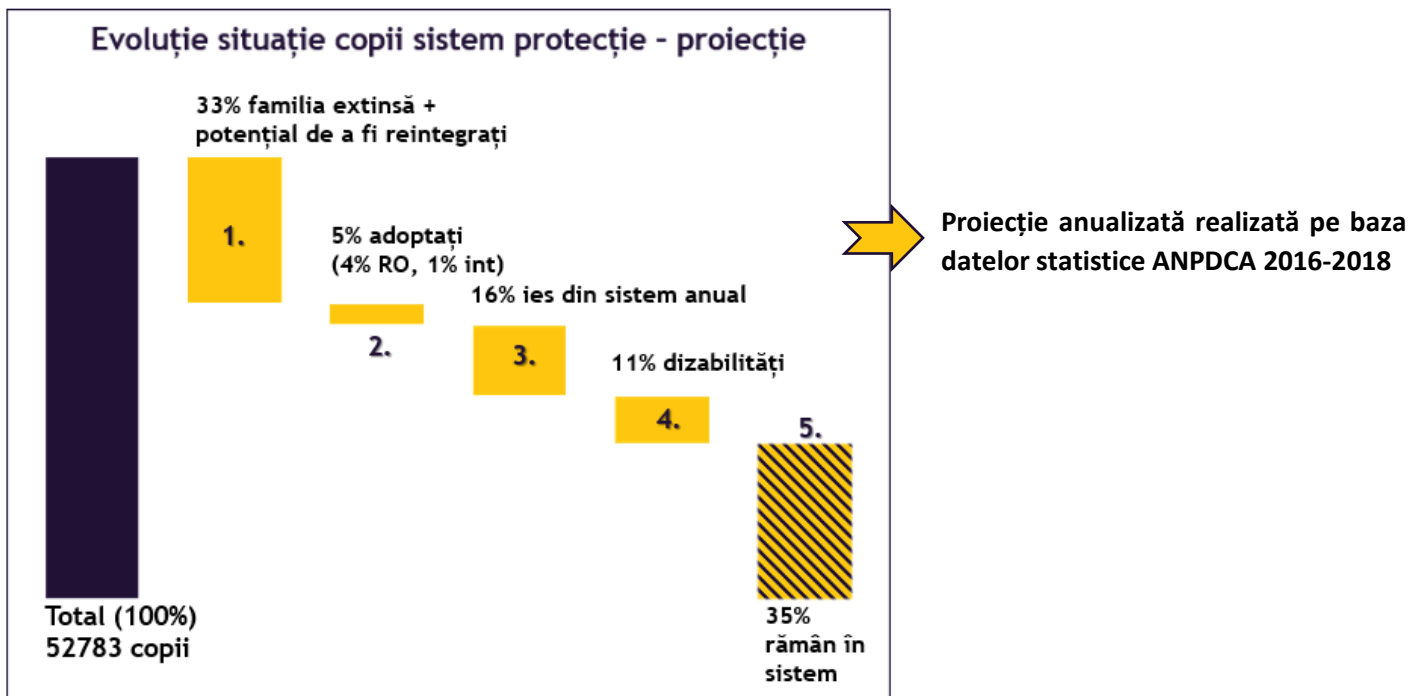 Evoluție situație copii sistem protecție - proiecție
33% familia extinsă +
potențial de a fi reintegrați
1.
5% adoptați
(4% RO, 1% int)
2.
16% ies din sistem anual
3.
11% dizabilități
4.
5.
Total (100%)
52783 copii
35%
rămân în
sistem
Proiecție anualizată realizată pe baza
datelor statistice ANPDCA 2016-2018